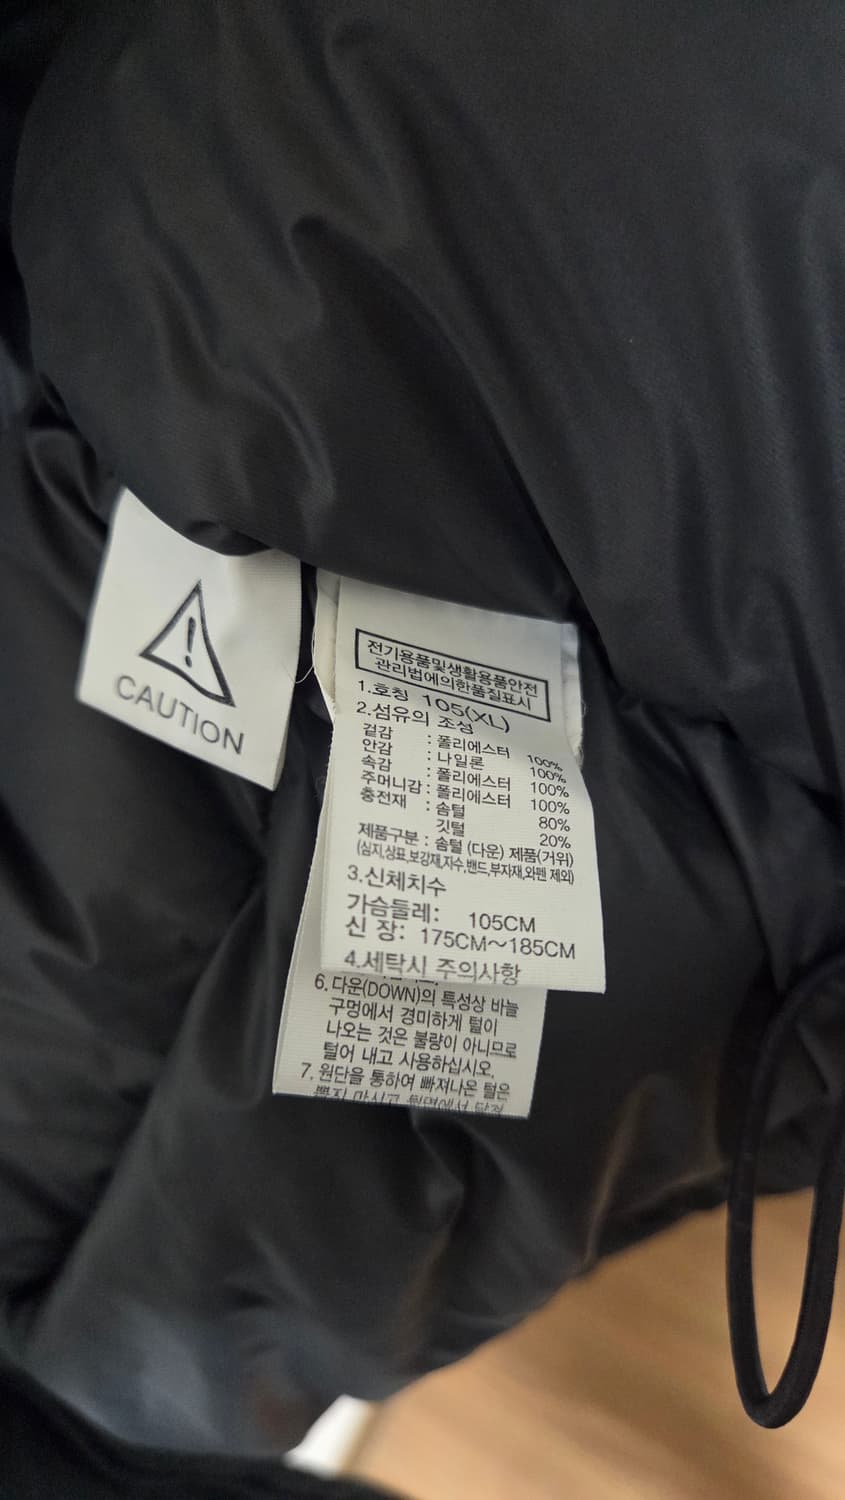 CAUTION
전기용품및생활용품안전
관리법에의한품질표시
1.호칭 105(XL)
2.섬유의 조성
겉감 : 폴리에스터 100%
안감 : 나일론 100%
속감 : 폴리에스터 100%
주머니감 : 폴리에스터 100%
충전재 : 솜털 80%
깃털 20%
제품구분 : 솜털 (다운) 제품(거위)
(심지,상표,보강재,자수,밴드,부자재,와펜 제외)
3.신체치수
가슴둘레: 105CM
신 장: 175CM~185CM
4.세탁시 주의사항
6. 다운(DOWN)의 특성상 바늘
구멍에서 경미하게 털이
나오는 것은 불량이 아니므로
털어 내고 사용하십시오.
7. 원단을 통하여 빠져나온 털은